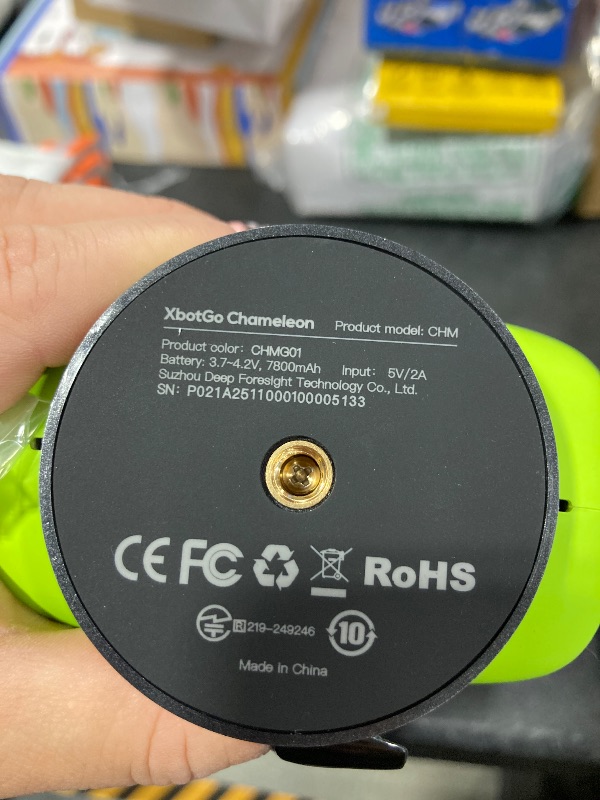 XbotGo Chameleon Product model: CHM
Product color: CHMG01
Battery: 3.7~4.2V, 7800mAh Input: 5V/2A
Suzhou Deep Foresight Technology Co., Ltd.
SN: P021A2511000100005133
CE FC RoHS
R 219-249246 10
Made in China